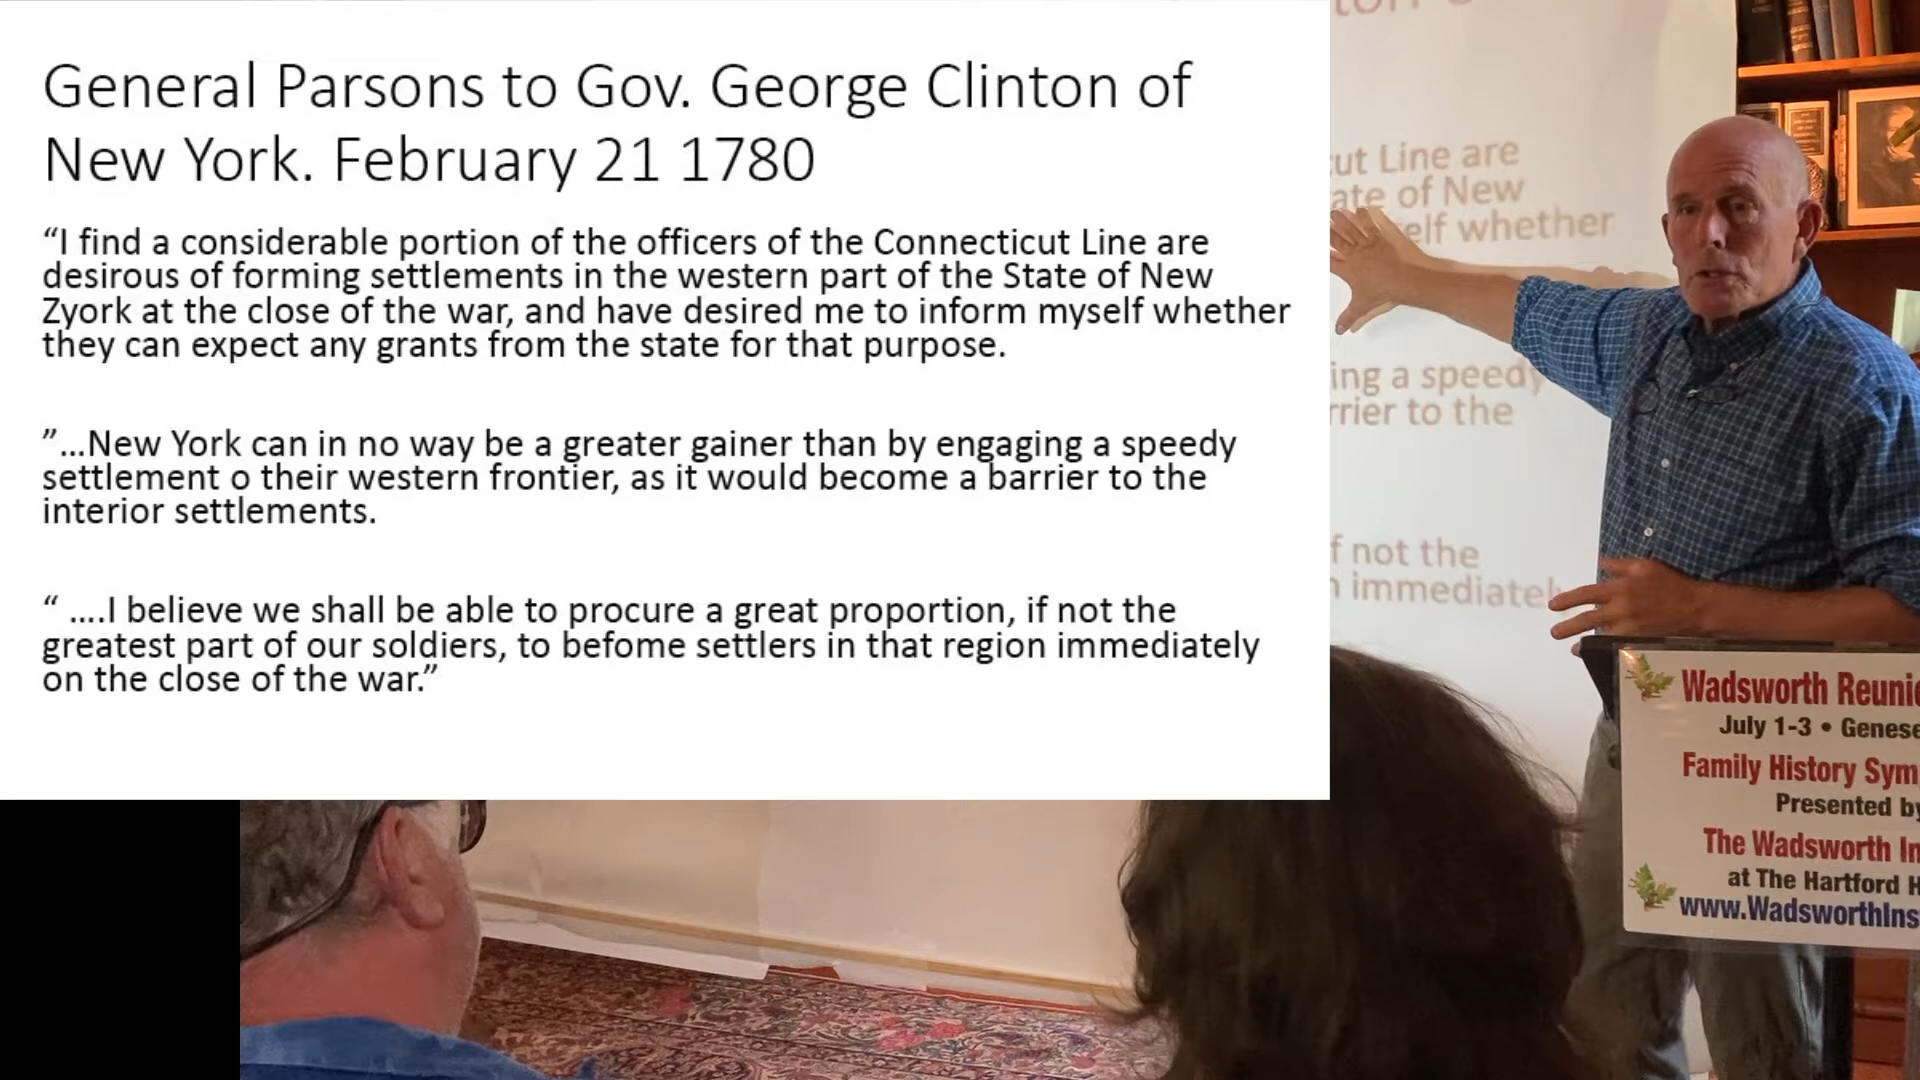 General Parsons to Gov. George Clinton of
New York. February 21 1780
“I find a considerable portion of the officers of the Connecticut Line are
desirous of forming settlements in the western part of the State of New
Zyork at the close of the war, and have desired me to inform myself whether
they can expect any grants from the state for that purpose.
”…New York can in no way be a greater gainer than by engaging a speedy
settlement o their western frontier, as it would become a barrier to the
interior settlements.
“ ….I believe we shall be able to procure a great proportion, if not the
greatest part of our soldiers, to befome settlers in that region immediately
on the close of the war.”
cut Line are
ate of New
elf whether
ing a speedy
rrier to the
f not the
n immediately
Wadsworth Reunio
July 1-3 • Genese
Family History Sym
Presented by
The Wadsworth In
at The Hartford H
www.WadsworthIns